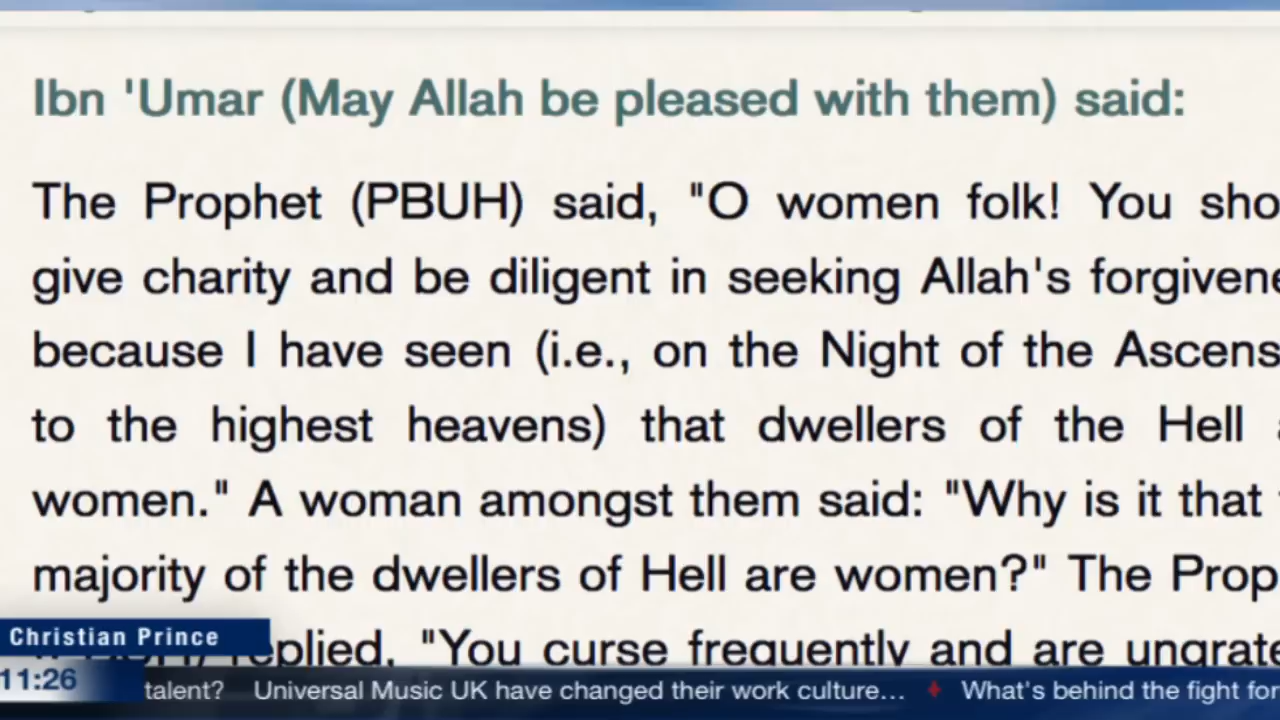 Ibn 'Umar (May Allah be pleased with them) said:
The Prophet (PBUH) said, "O women folk! You sho
give charity and be diligent in seeking Allah's forgivene
because I have seen (i.e., on the Night of the Ascens
to the highest heavens) that dwellers of the Hell a
women." A woman amongst them said: "Why is it that
majority of the dwellers of Hell are women?" The Prop
replied, "You curse frequently and are ungrate
Christian Prince
11:26
talent? Universal Music UK have changed their work culture... What's behind the fight for